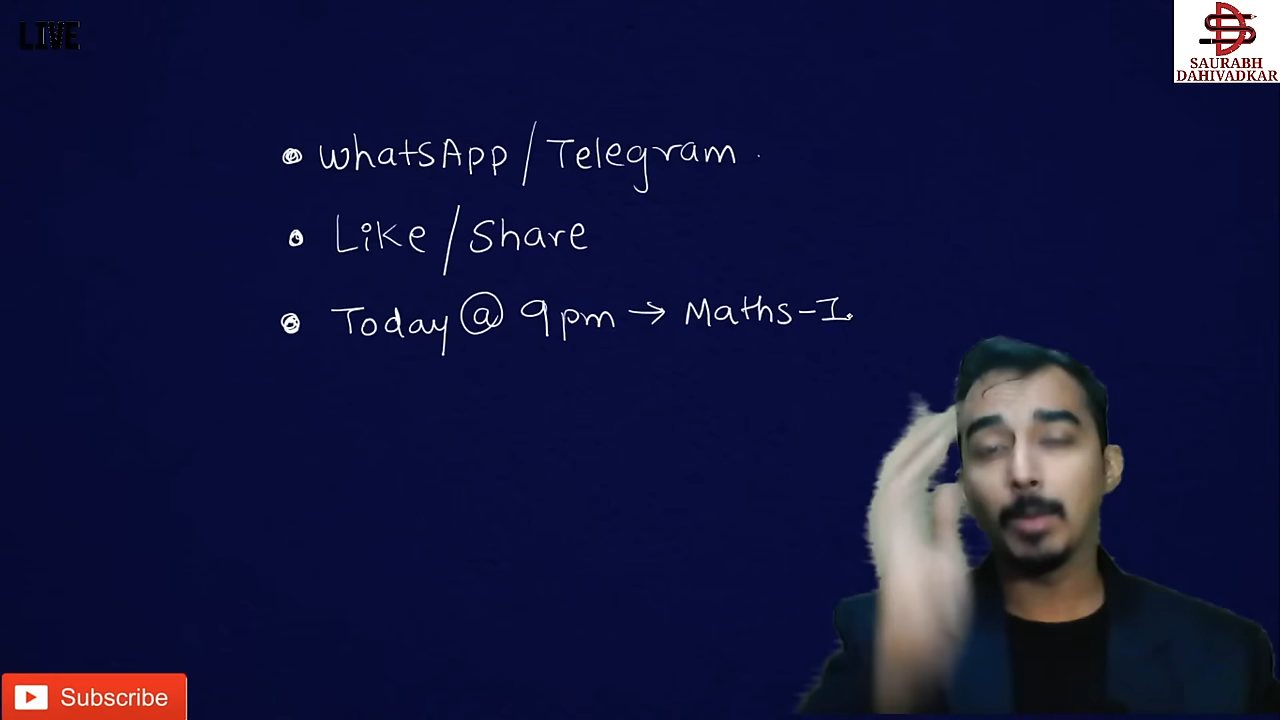 LIVE
SAURABH
DAHIVADKAR
• WhatsApp/Telegram.
• Like/Share
• Today @ 9pm → Maths-I.
Subscribe